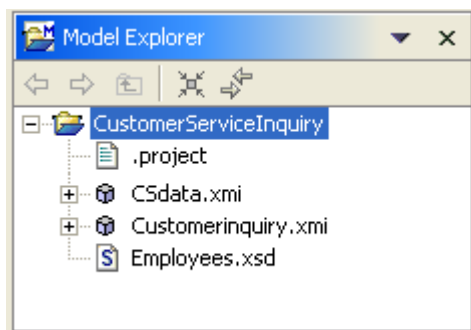 Model Explorer
CustomerServiceInquiry
.project
CSdata.xmi
Customerinquiry.xmi
Employees.xsd